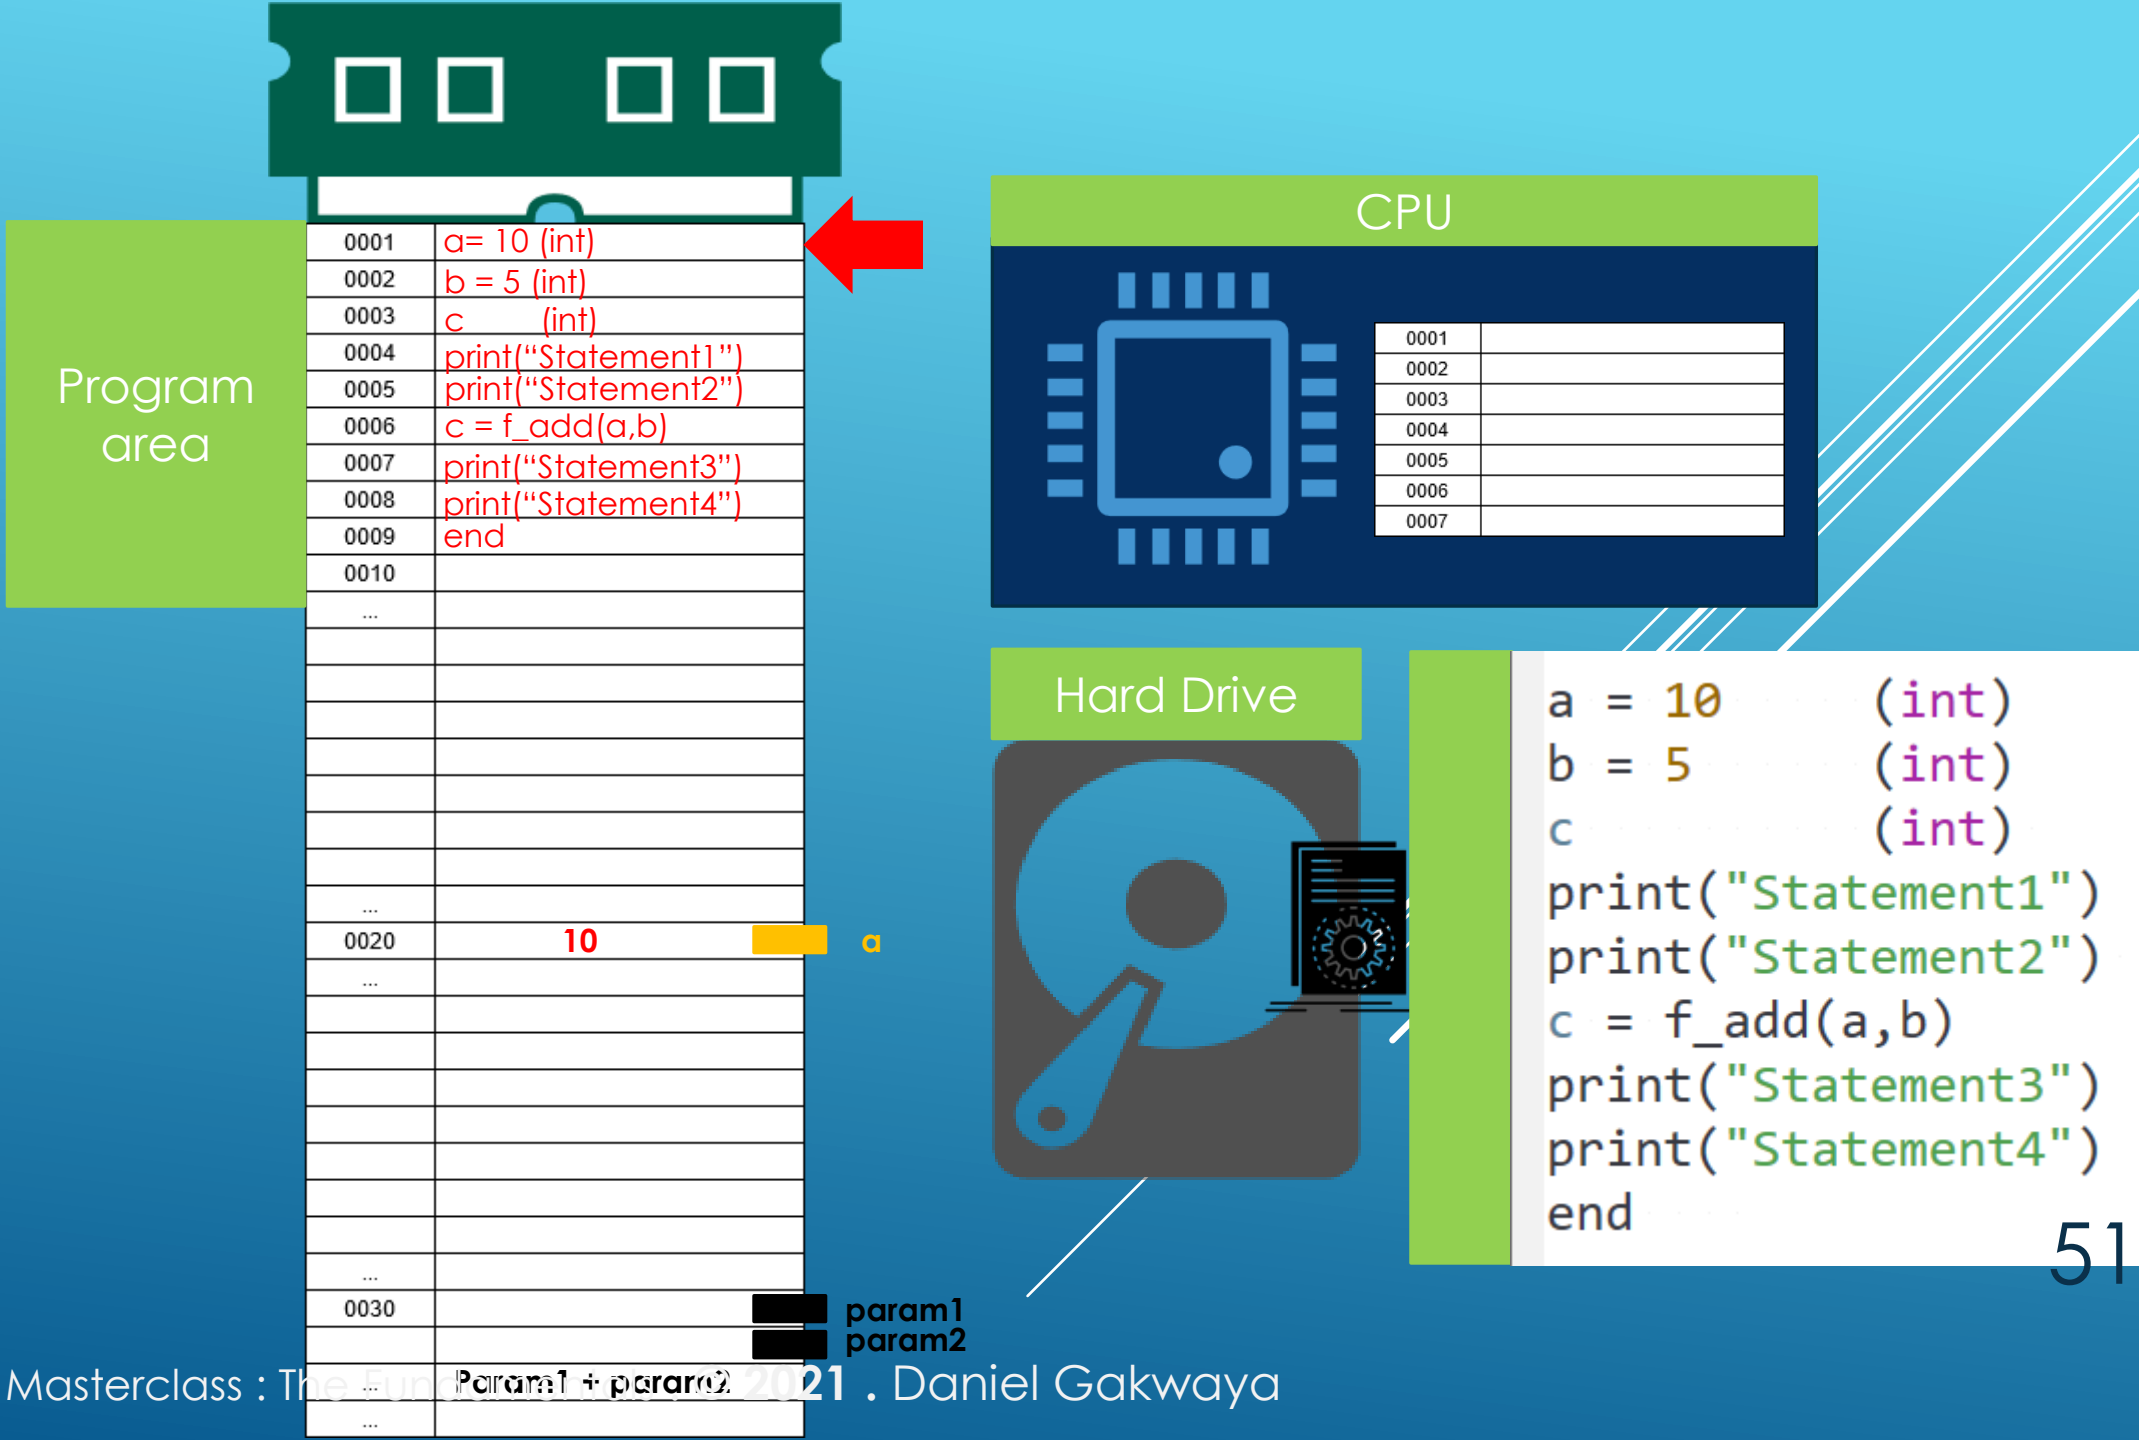 Program
area
0001 a= 10 (int)
0002 b = 5 (int)
0003 c (int)
0004 print(“Statement1”)
0005 print(“Statement2”)
0006 c = f_add(a,b)
0007 print(“Statement3”)
0008 print(“Statement4”)
0009 end
0010
...
...
0020 10 a
...
...
0030 param1
param2
... Param1 + param2
...
CPU
0001
0002
0003
0004
0005
0006
0007
Hard Drive
a = 10 (int)
b = 5 (int)
c (int)
print("Statement1")
print("Statement2")
c = f_add(a,b)
print("Statement3")
print("Statement4")
end
51
Masterclass : The Fundamentals . © 2021 . Daniel Gakwaya